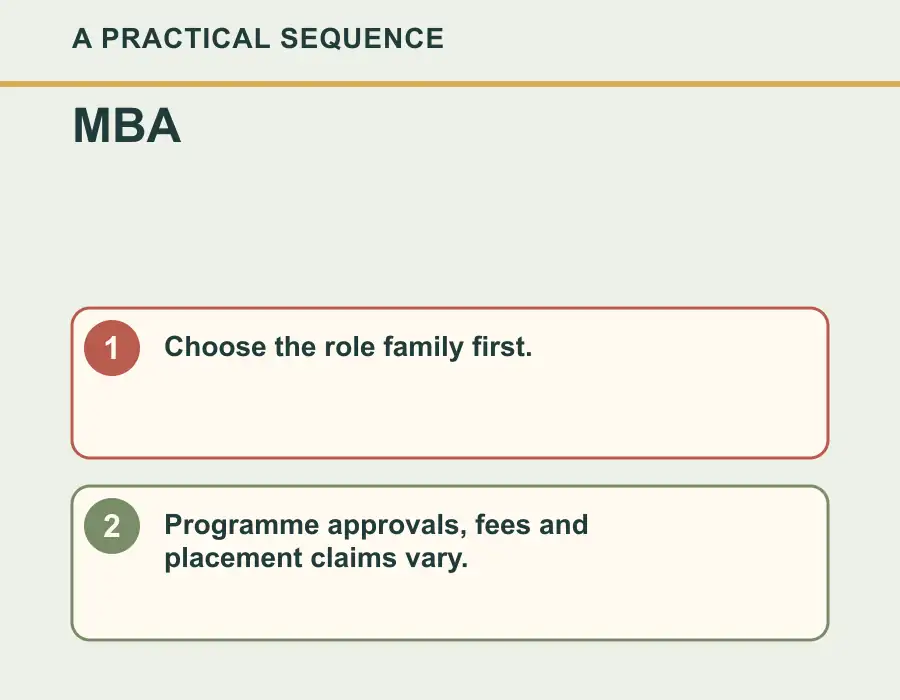 A PRACTICAL SEQUENCE
MBA
1
Choose the role family first.
2
Programme approvals, fees and
placement claims vary.